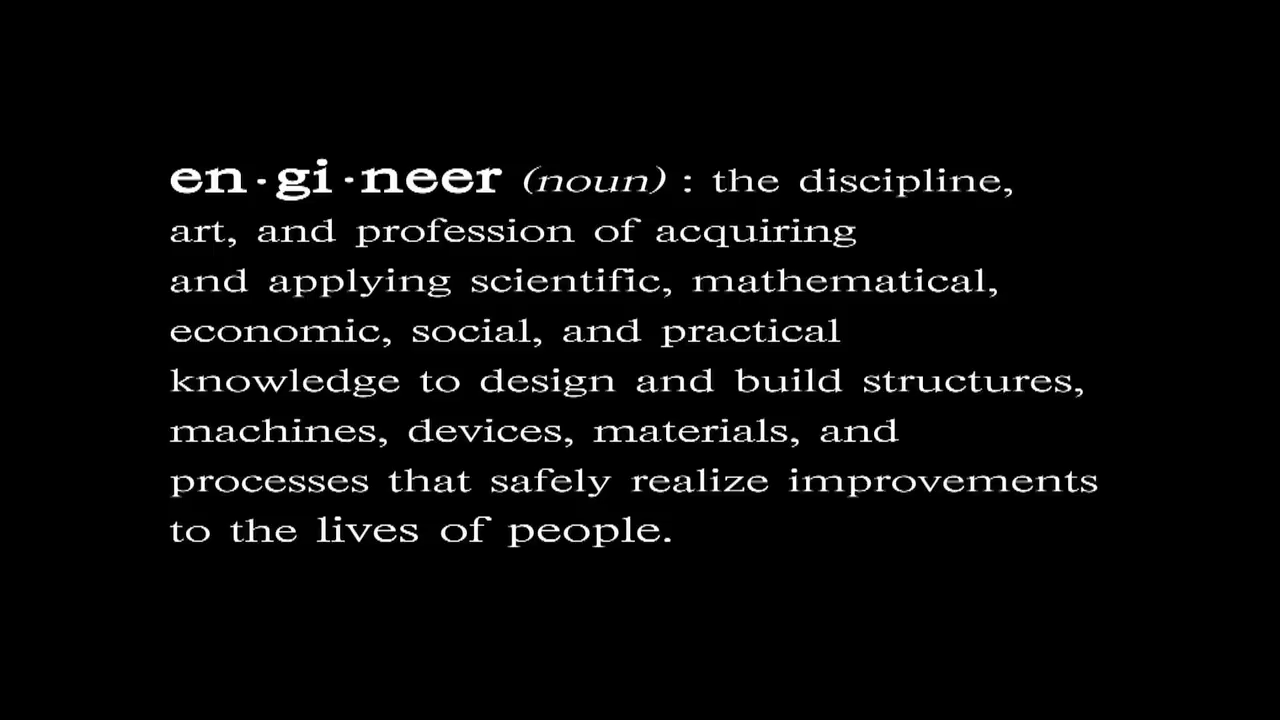 en·gi·neer (noun) : the discipline,
art, and profession of acquiring
and applying scientific, mathematical,
economic, social, and practical
knowledge to design and build structures,
machines, devices, materials, and
processes that safely realize improvements
to the lives of people.